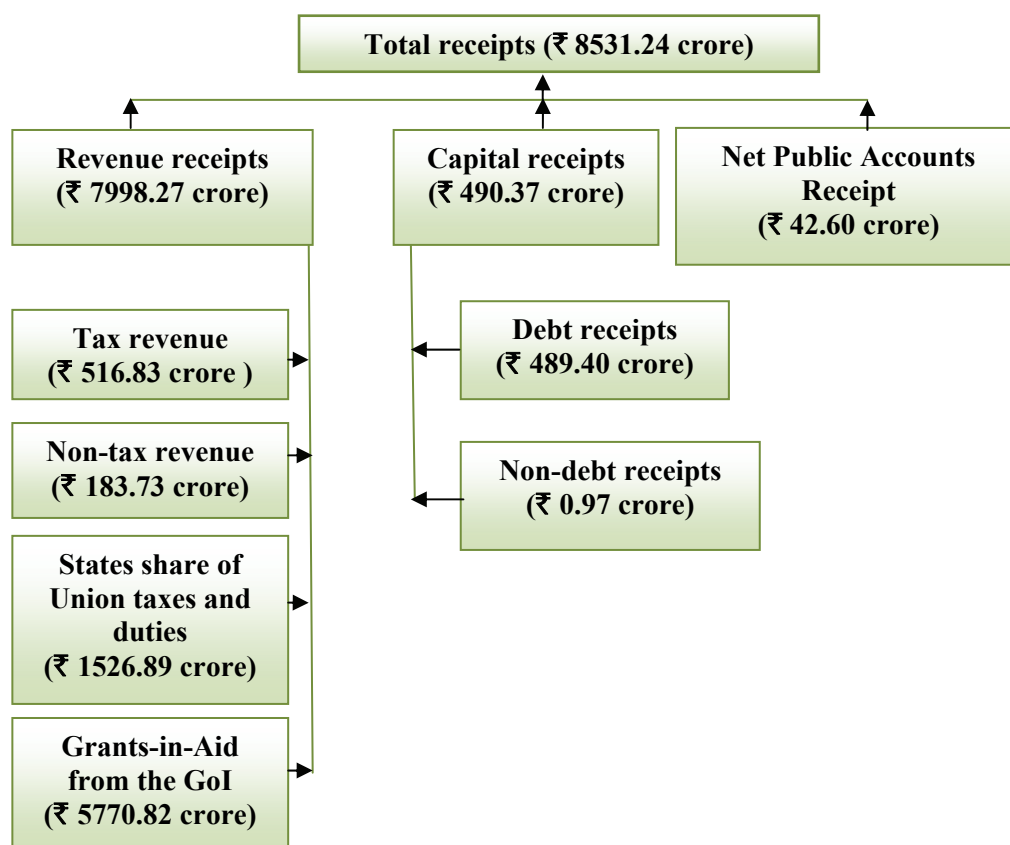 Total receipts (₹ 8531.24 crore)
Revenue receipts
(₹ 7998.27 crore)
Capital receipts
(₹ 490.37 crore)
Net Public Accounts
Receipt
(₹ 42.60 crore)
Tax revenue
(₹ 516.83 crore )
Non-tax revenue
(₹ 183.73 crore)
States share of
Union taxes and
duties
(₹ 1526.89 crore)
Grants-in-Aid
from the GoI
(₹ 5770.82 crore)
Debt receipts
(₹ 489.40 crore)
Non-debt receipts
(₹ 0.97 crore)